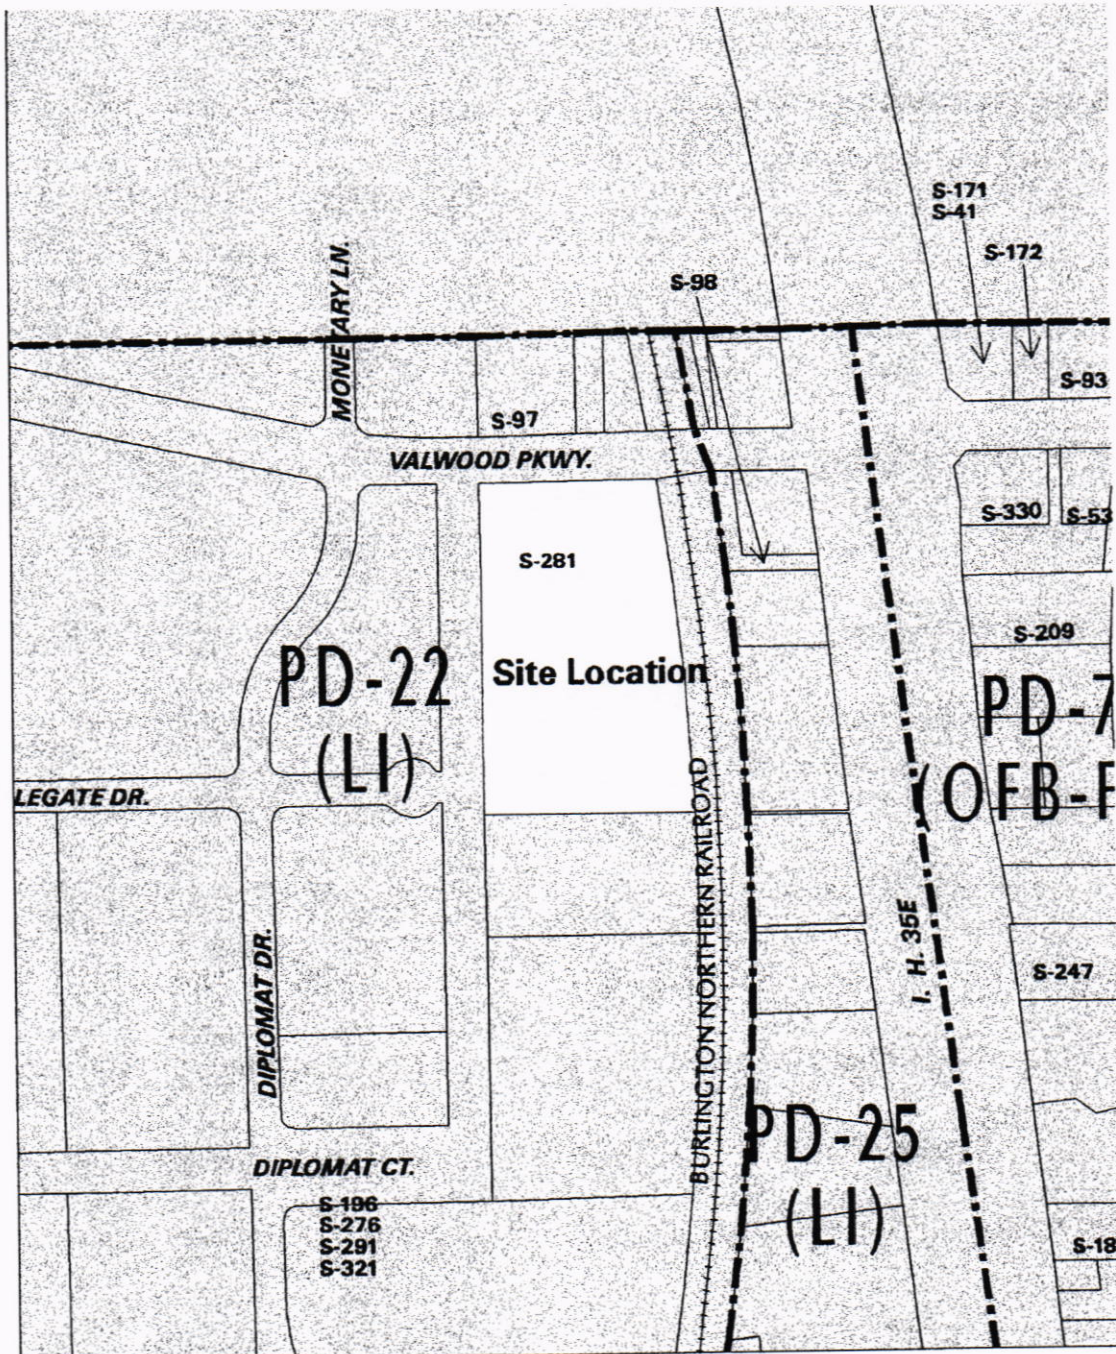 S-171
S-41
S-172
S-98
MONETARY LN.
S-93
S-97
VALWOOD PKWY.
S-330
S-53
S-281
S-209
PD-22
(LI)
Site Location
PD-7
(OFB-F
LEGATE DR.
BURLINGTON NORTHERN RAILROAD
I. H. 35E
S-247
DIPLOMAT DR.
PD-25
(LI)
DIPLOMAT CT.
S-196
S-276
S-291
S-321
S-18